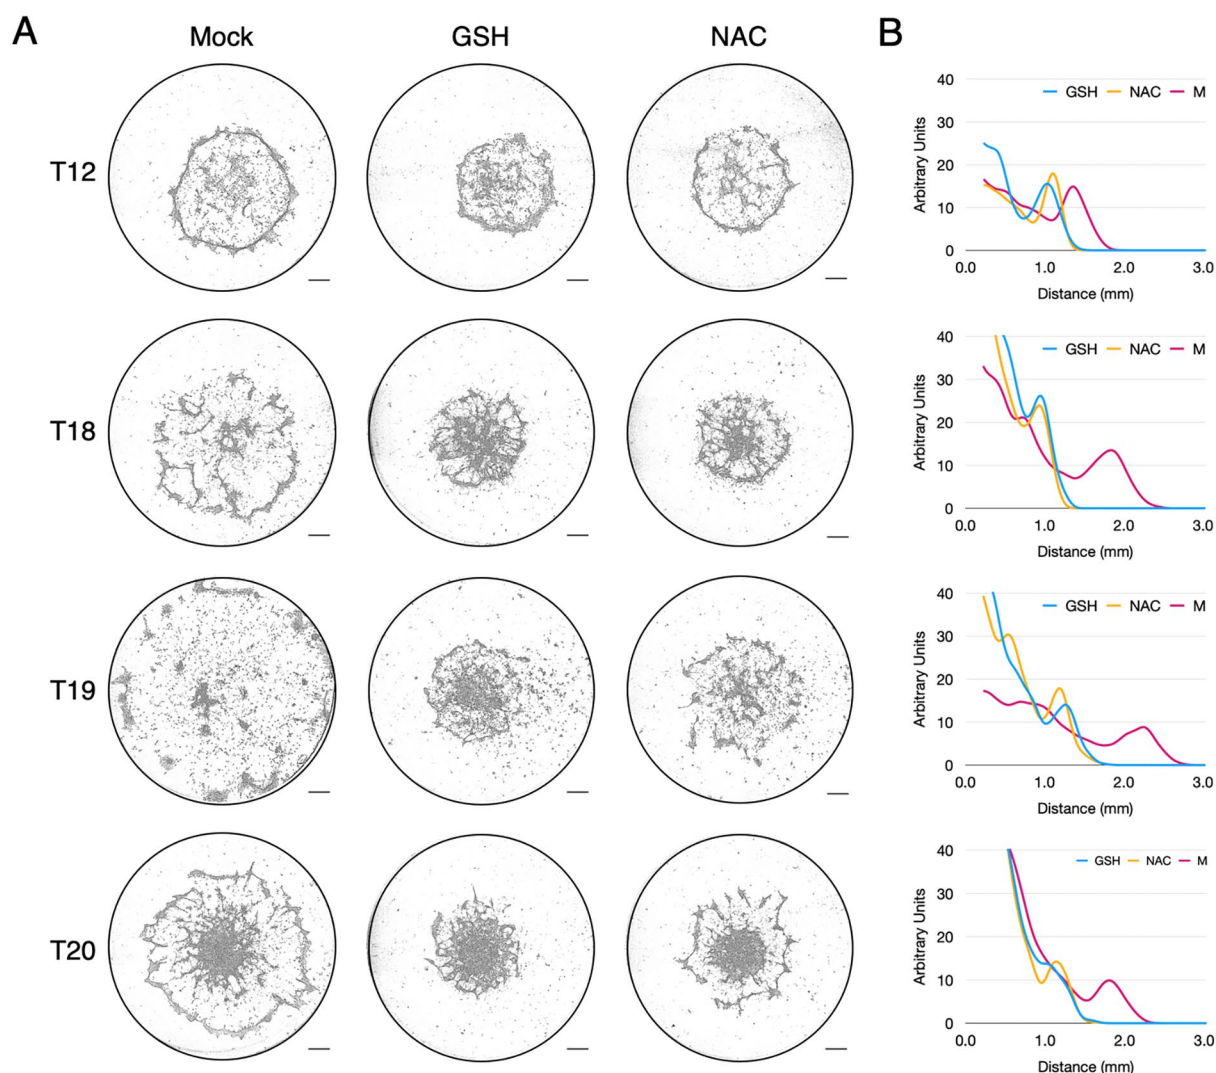 A
Mock
GSH
NAC
B
T12
T18
T19
T20
GSH NAC M
Arbitrary Units
40
30
20
10
0
0.0 1.0 2.0 3.0
Distance (mm)
GSH NAC M
Arbitrary Units
40
30
20
10
0
0.0 1.0 2.0 3.0
Distance (mm)
GSH NAC M
Arbitrary Units
40
30
20
10
0
0.0 1.0 2.0 3.0
Distance (mm)
GSH NAC M
Arbitrary Units
40
30
20
10
0
0.0 1.0 2.0 3.0
Distance (mm)